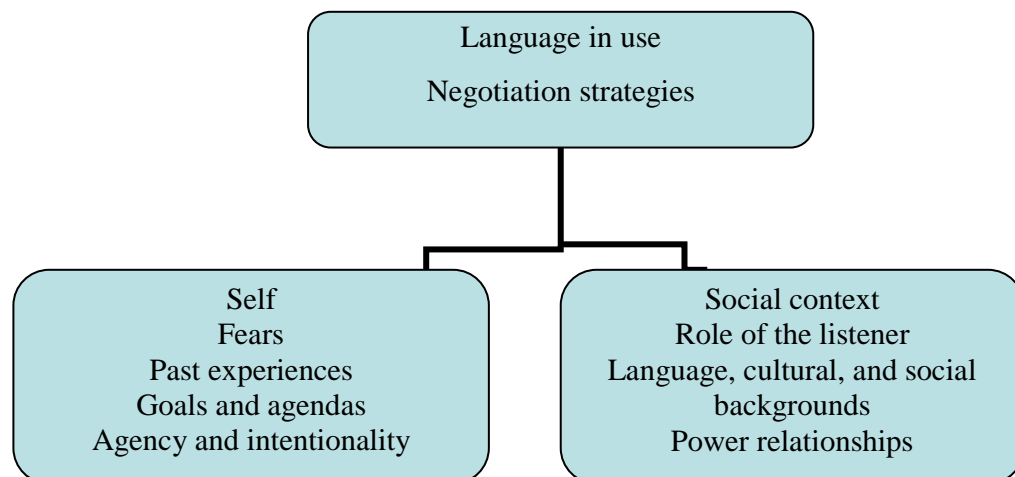 Language in use
Negotiation strategies
Self
Fears
Past experiences
Goals and agendas
Agency and intentionality
Social context
Role of the listener
Language, cultural, and social
backgrounds
Power relationships